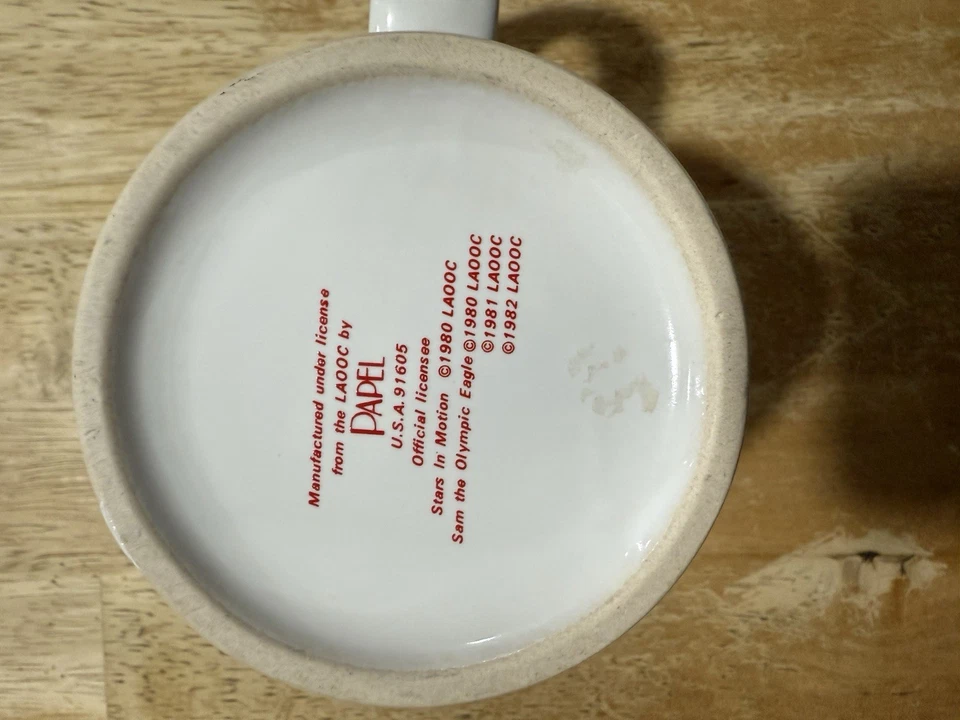 Manufactured under license
from the LAOOC by
PAPEL
U.S.A. 91605
Official licensee
Stars In Motion ©1980 LAOOC
Sam the Olympic Eagle ©1980 LAOOC
©1981 LAOOC
©1982 LAOOC